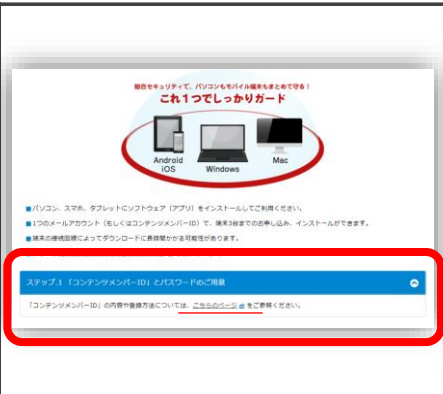 総合セキュリティで、パソコンもモバイル端末もまとめて守る！
これ1つでしっかりガード
Android
iOS
Windows
Mac
■パソコン、スマホ、タブレットにソフトウェア（アプリ）をインストールしてご利用ください。
■1つのメールアカウント（もしくはコンテンツメンバーID）で、端末3台までのお申し込み、インストールができます。
■端末の接続回線によってダウンロードに長時間かかる可能性があります。
ステップ.1 「コンテンツメンバーID」とパスワードのご用意
「コンテンツメンバーID」の内容や登録方法については、こちらのページ をご参照ください。